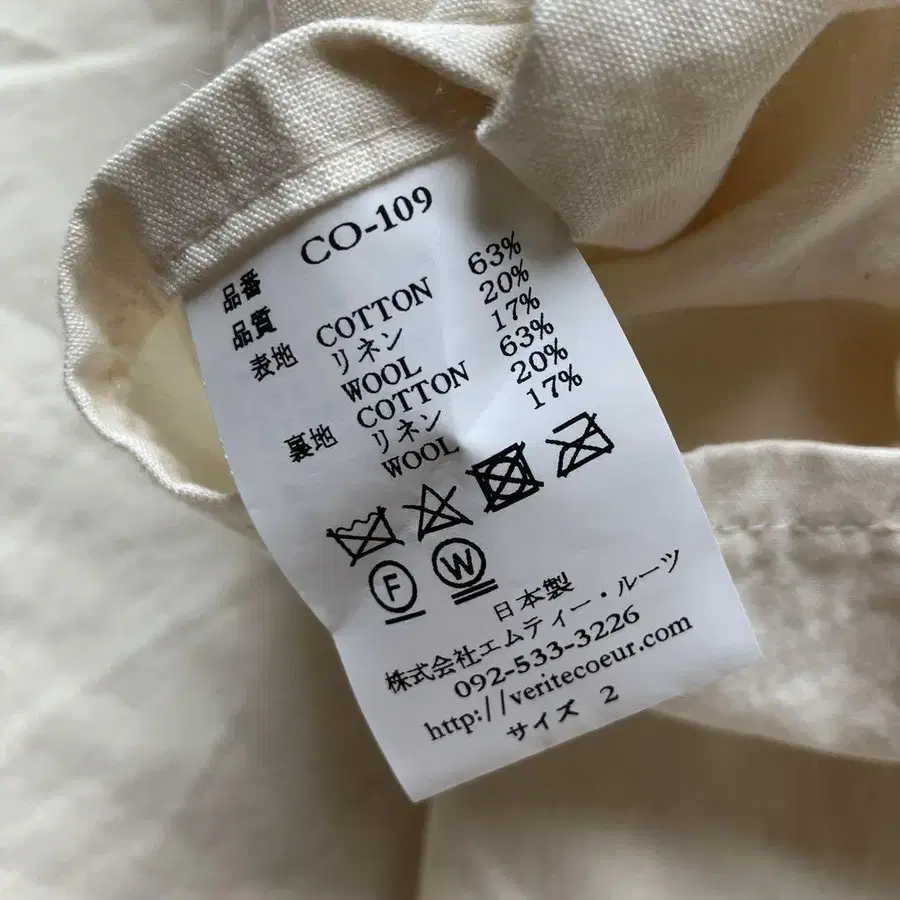 品番 CO-109
品質
表地 COTTON 63%
リネン 20%
WOOL 17%
裏地 COTTON 63%
リネン 20%
WOOL 17%
F W
日本製
株式会社エムティー・ルーツ
092-533-3226
http://veritecoeur.com
サイズ 2